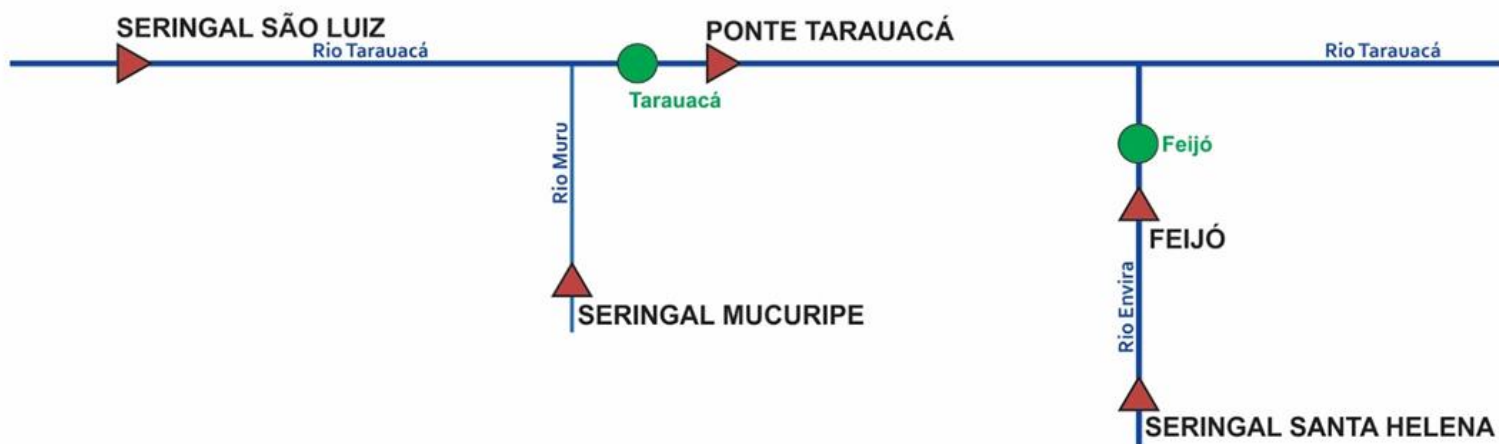 SERINGAL SÃO LUIZ
Rio Tarauacá
PONTE TARAUACÁ
Rio Tarauacá
Tarauacá
Rio Muru
Feijó
FEIJÓ
SERINGAL MUCURIPE
Rio Envira
SERINGAL SANTA HELENA